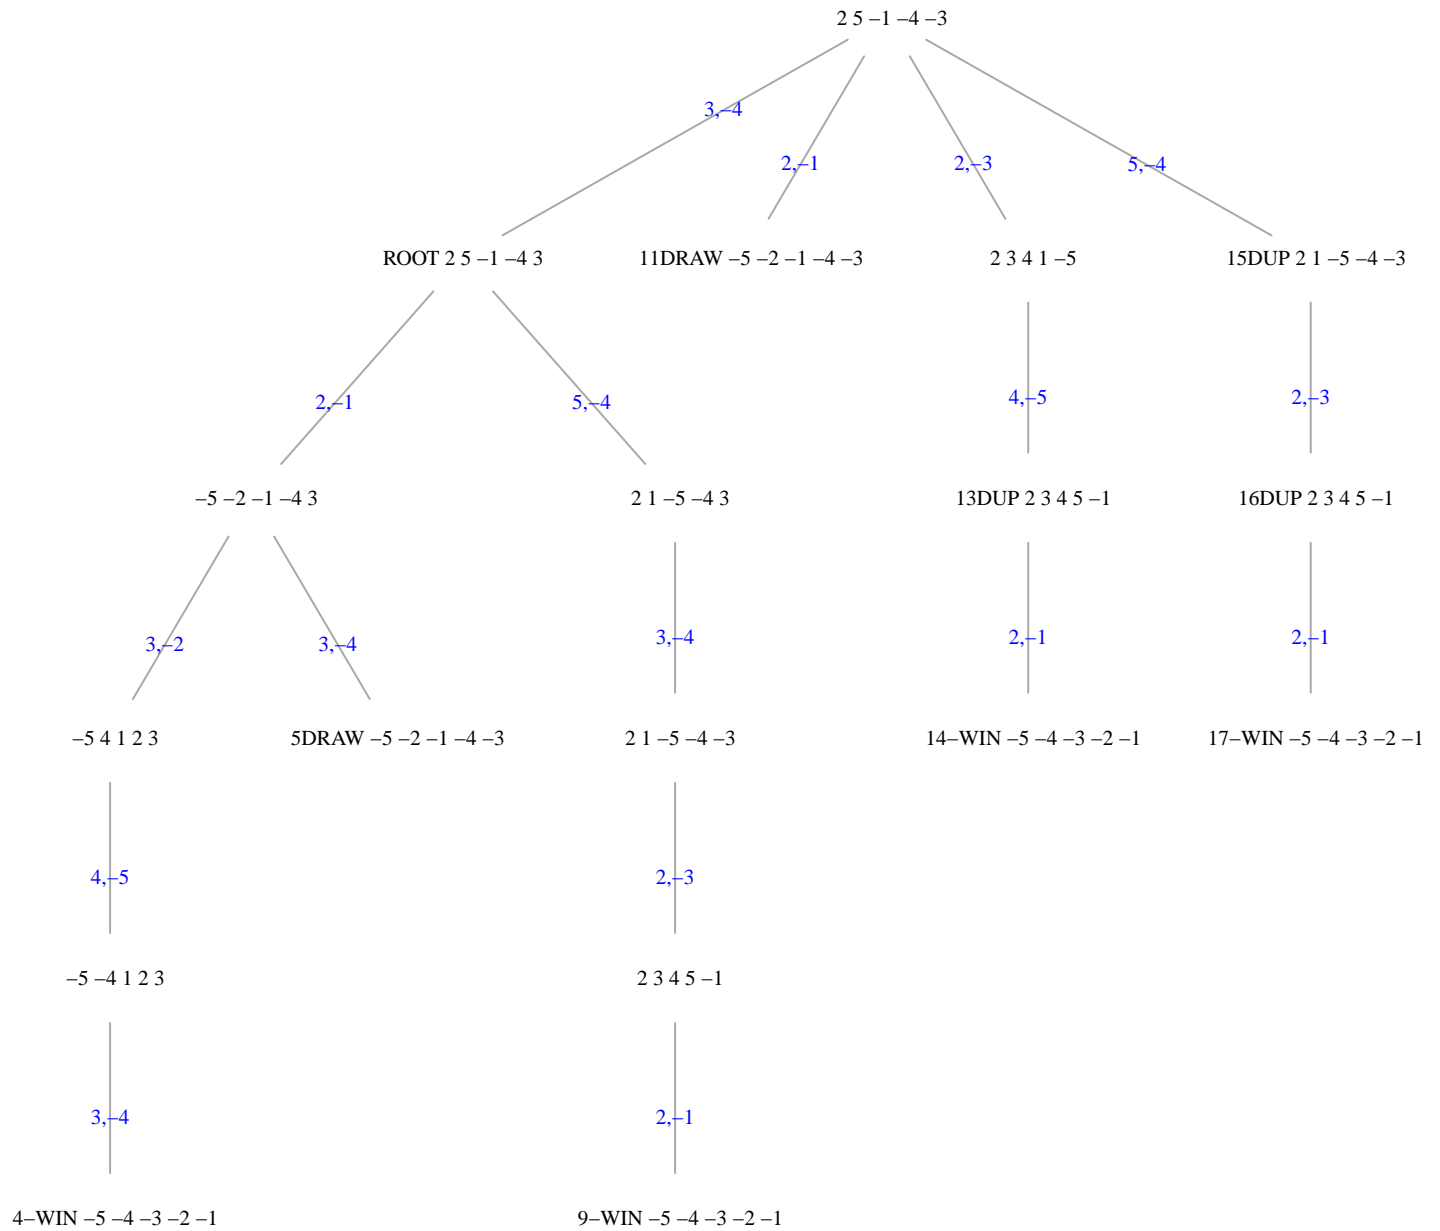 2 5 −1 −4 −3
3,−4
2,−1
2,−3
5,−4
ROOT 2 5 −1 −4 3
11DRAW −5 −2 −1 −4 −3
2 3 4 1 −5
15DUP 2 1 −5 −4 −3
2,−1
5,−4
4,−5
2,−3
−5 −2 −1 −4 3
2 1 −5 −4 3
13DUP 2 3 4 5 −1
16DUP 2 3 4 5 −1
3,−2
3,−4
3,−4
2,−1
2,−1
−5 4 1 2 3
5DRAW −5 −2 −1 −4 −3
2 1 −5 −4 −3
14−WIN −5 −4 −3 −2 −1
17−WIN −5 −4 −3 −2 −1
4,−5
2,−3
−5 −4 1 2 3
2 3 4 5 −1
3,−4
2,−1
4−WIN −5 −4 −3 −2 −1
9−WIN −5 −4 −3 −2 −1